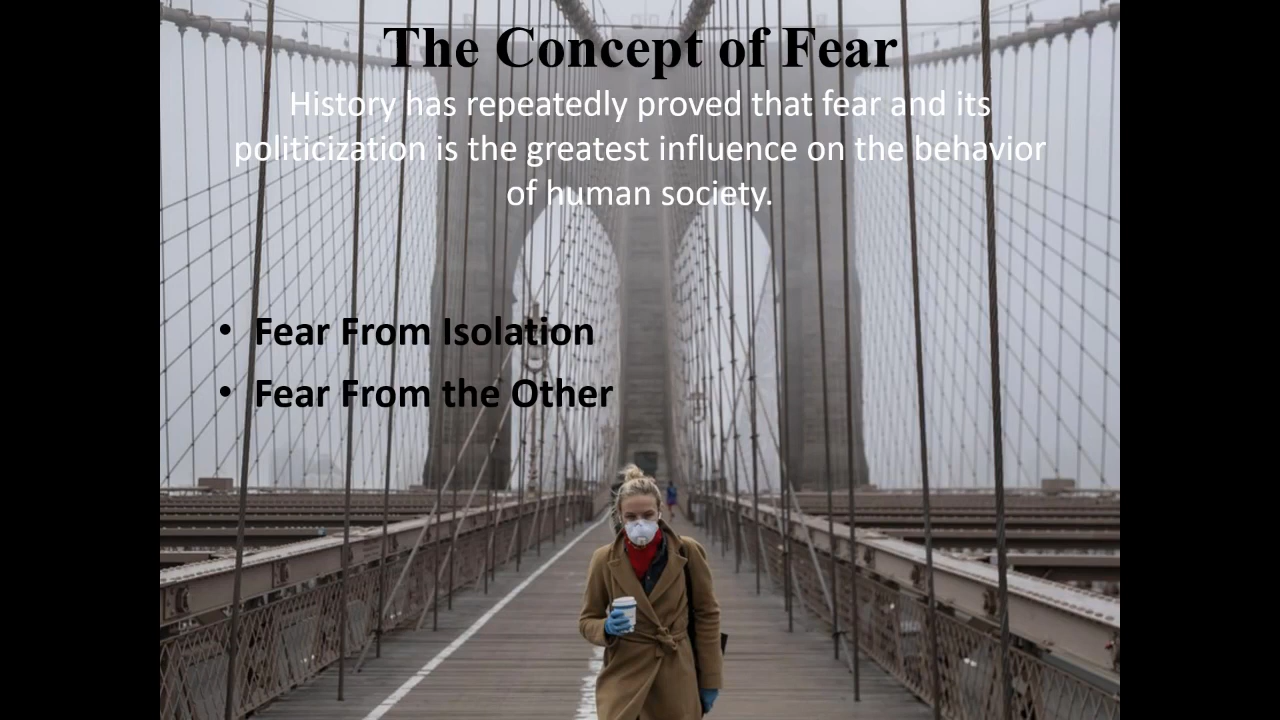 The Concept of Fear
History has repeatedly proved that fear and its
politicization is the greatest influence on the behavior
of human society.
• Fear From Isolation
• Fear From the Other